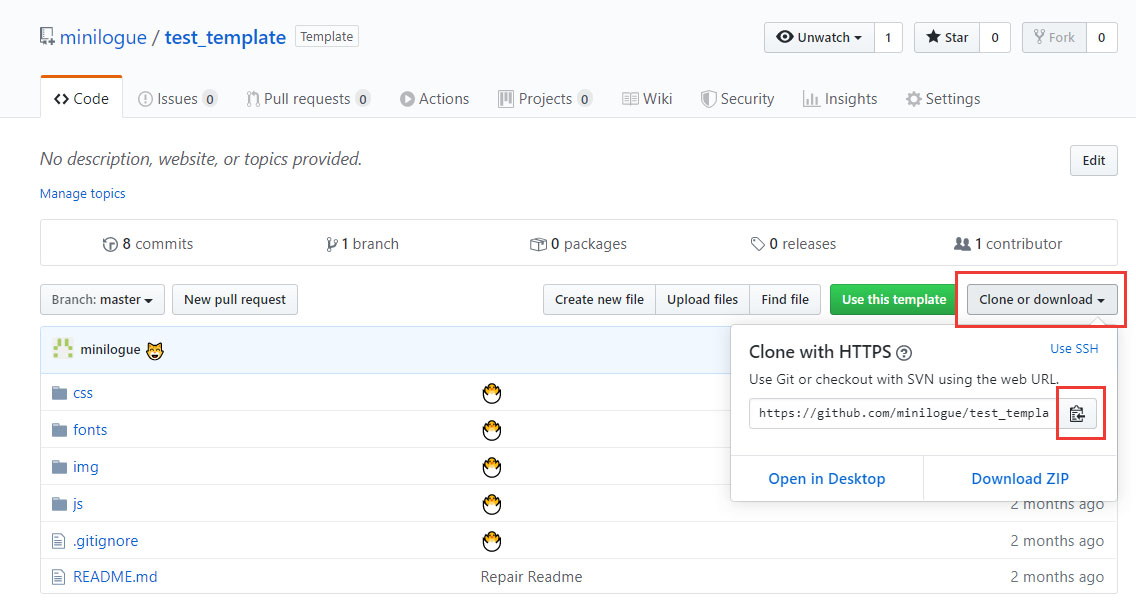 minilogue / test_template Template Unwatch 1 Star 0 Fork 0
Code Issues 0 Pull requests 0 Actions Projects 0 Wiki Security Insights Settings
No description, website, or topics provided. Edit
Manage topics
8 commits 1 branch 0 packages 0 releases 1 contributor
Branch: master New pull request Create new file Upload files Find file Use this template Clone or download
minilogue
Clone with HTTPS ? Use SSH
Use Git or checkout with SVN using the web URL.
https://github.com/minilogue/test_templa
Open in Desktop Download ZIP
css
fonts
img
js 2 months ago
.gitignore 2 months ago
README.md Repair Readme 2 months ago